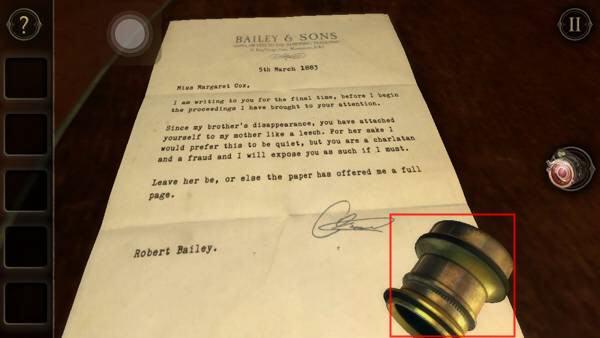 ?
BAILEY & SONS
5th March 1883
Miss Margaret Cox,
I am writing to you for the final time, before I begin
the proceedings I have brought to your attention.
Since my brother's disappearance, you have attached
yourself to my mother like a leech. For her sake I
would prefer this to be quiet, but you are a charlatan
and a fraud and I will expose you as such if I must.
Leave her be, or else the paper has offered me a full
page.
Robert Bailey.